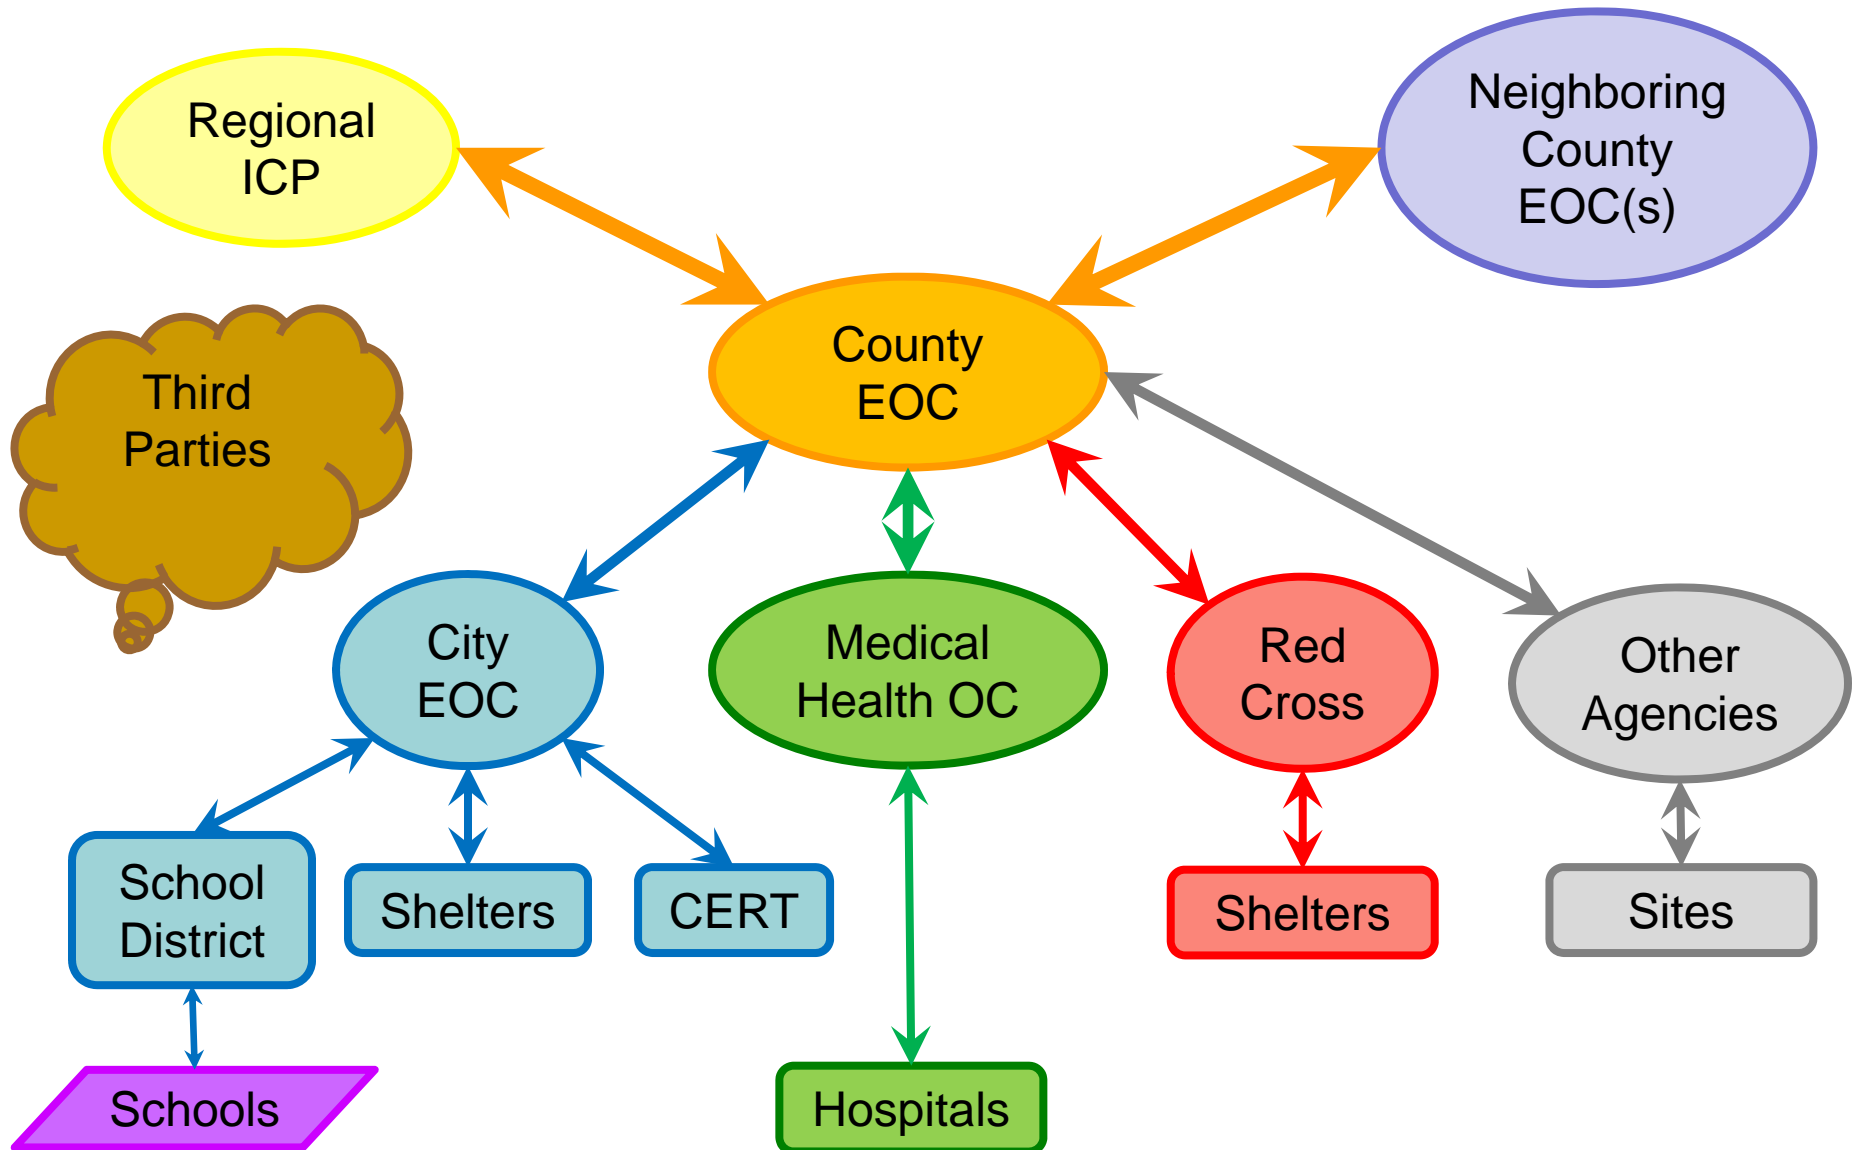 Regional
ICP
Neighboring
County
EOC(s)
County
EOC
Third
Parties
City
EOC
Medical
Health OC
Red
Cross
Other
Agencies
School
District
Shelters
CERT
Shelters
Sites
Schools
Hospitals